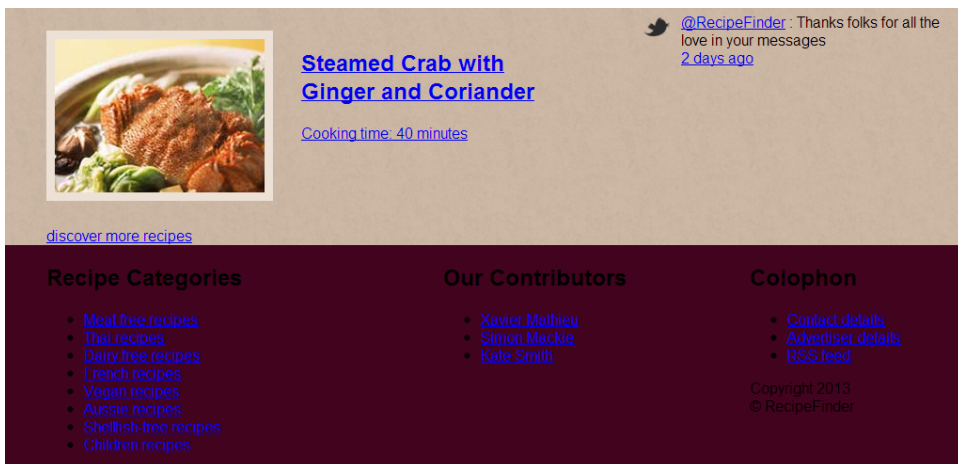 Steamed Crab with
Ginger and Coriander
Cooking time: 40 minutes
discover more recipes
@RecipeFinder : Thanks folks for all the
love in your messages
2 days ago
Recipe Categories
Meat free recipes
Thai recipes
Dairy free recipes
French recipes
Vegan recipes
Aussie recipes
Shellfish-free recipes
Children recipes
Our Contributors
Xavier Mathieu
Simon Mackie
Kate Smith
Colophon
Contact details
Advertiser details
RSS feed
Copyright 2013
© RecipeFinder